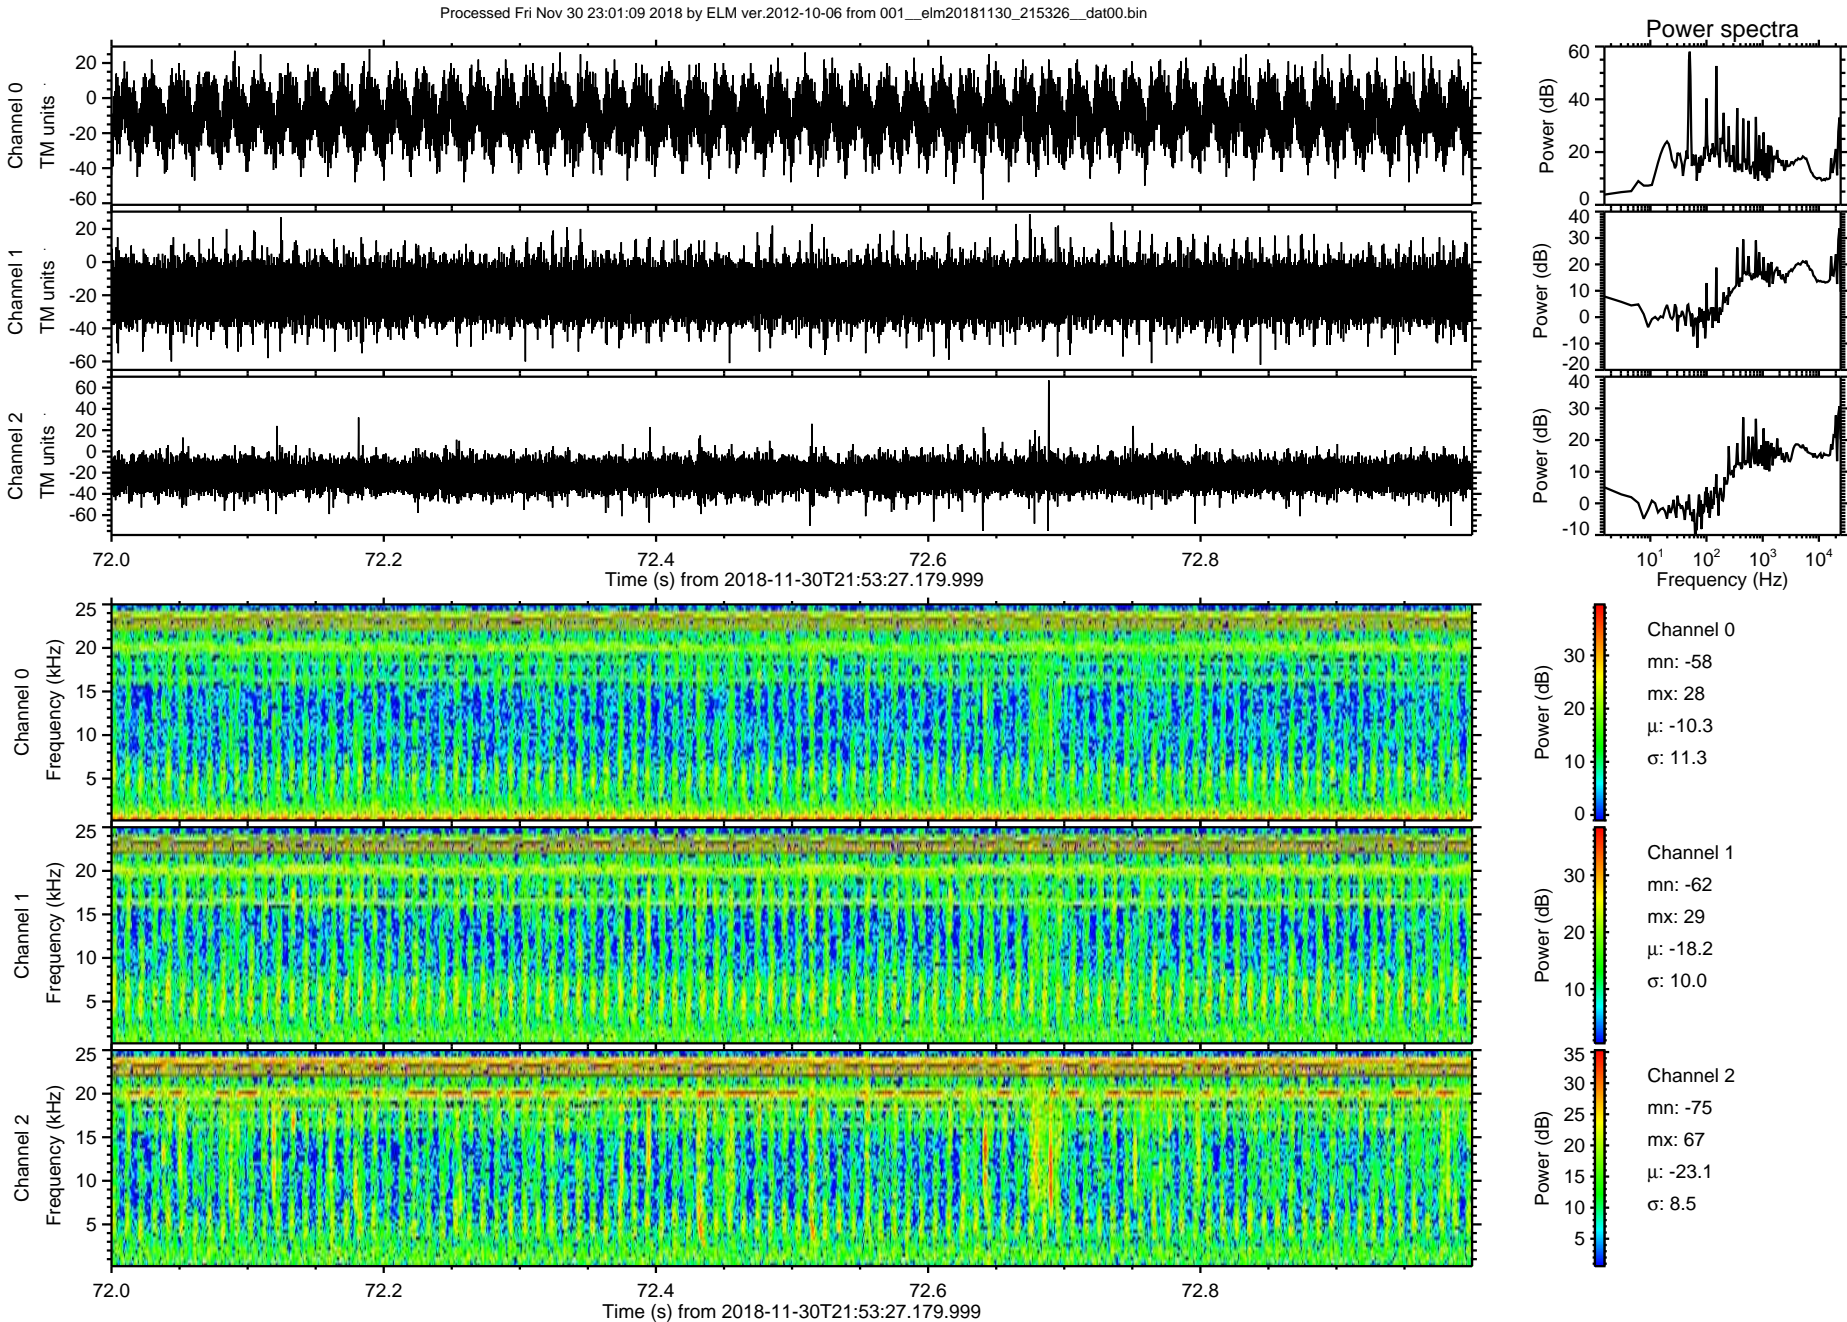 Processed Fri Nov 30 23:01:09 2018 by ELM ver.2012-10-06 from 001__elm20181130_215326__dat00.bin
Power spectra
Channel 0
TM units
20
0
-20
-40
-60
Power (dB)
60
40
20
0
Channel 1
TM units
20
0
-20
-40
-60
Power (dB)
40
30
20
10
0
-10
-20
Channel 2
TM units
60
40
20
0
-20
-40
-60
Power (dB)
40
30
20
10
0
-10
72.0 72.2 72.4 72.6 72.8
Time (s) from 2018-11-30T21:53:27.179.999
10¹ 10² 10³ 10⁴
Frequency (Hz)
Channel 0
Frequency (kHz)
25
20
15
10
5
Power (dB)
30
20
10
0
Channel 0
mn: -58
mx: 28
μ: -10.3
σ: 11.3
Channel 1
Frequency (kHz)
25
20
15
10
5
Power (dB)
30
20
10
Channel 1
mn: -62
mx: 29
μ: -18.2
σ: 10.0
Channel 2
Frequency (kHz)
25
20
15
10
5
Power (dB)
35
30
25
20
15
10
5
Channel 2
mn: -75
mx: 67
μ: -23.1
σ: 8.5
72.0 72.2 72.4 72.6 72.8
Time (s) from 2018-11-30T21:53:27.179.999